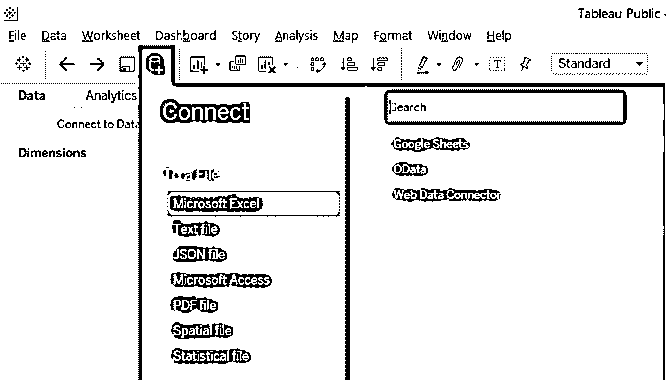 Tableau Public -
File Data Worksheet Dashboard Story Analysis Map Format Window Help
Standard
Data Analytics
Connect to Data
Dimensions
Connect
Search
Google Sheets
OData
Web Data Connector
Microsoft Excel
Text file
JSON file
Microsoft Access
PDF file
Spatial file
Statistical file